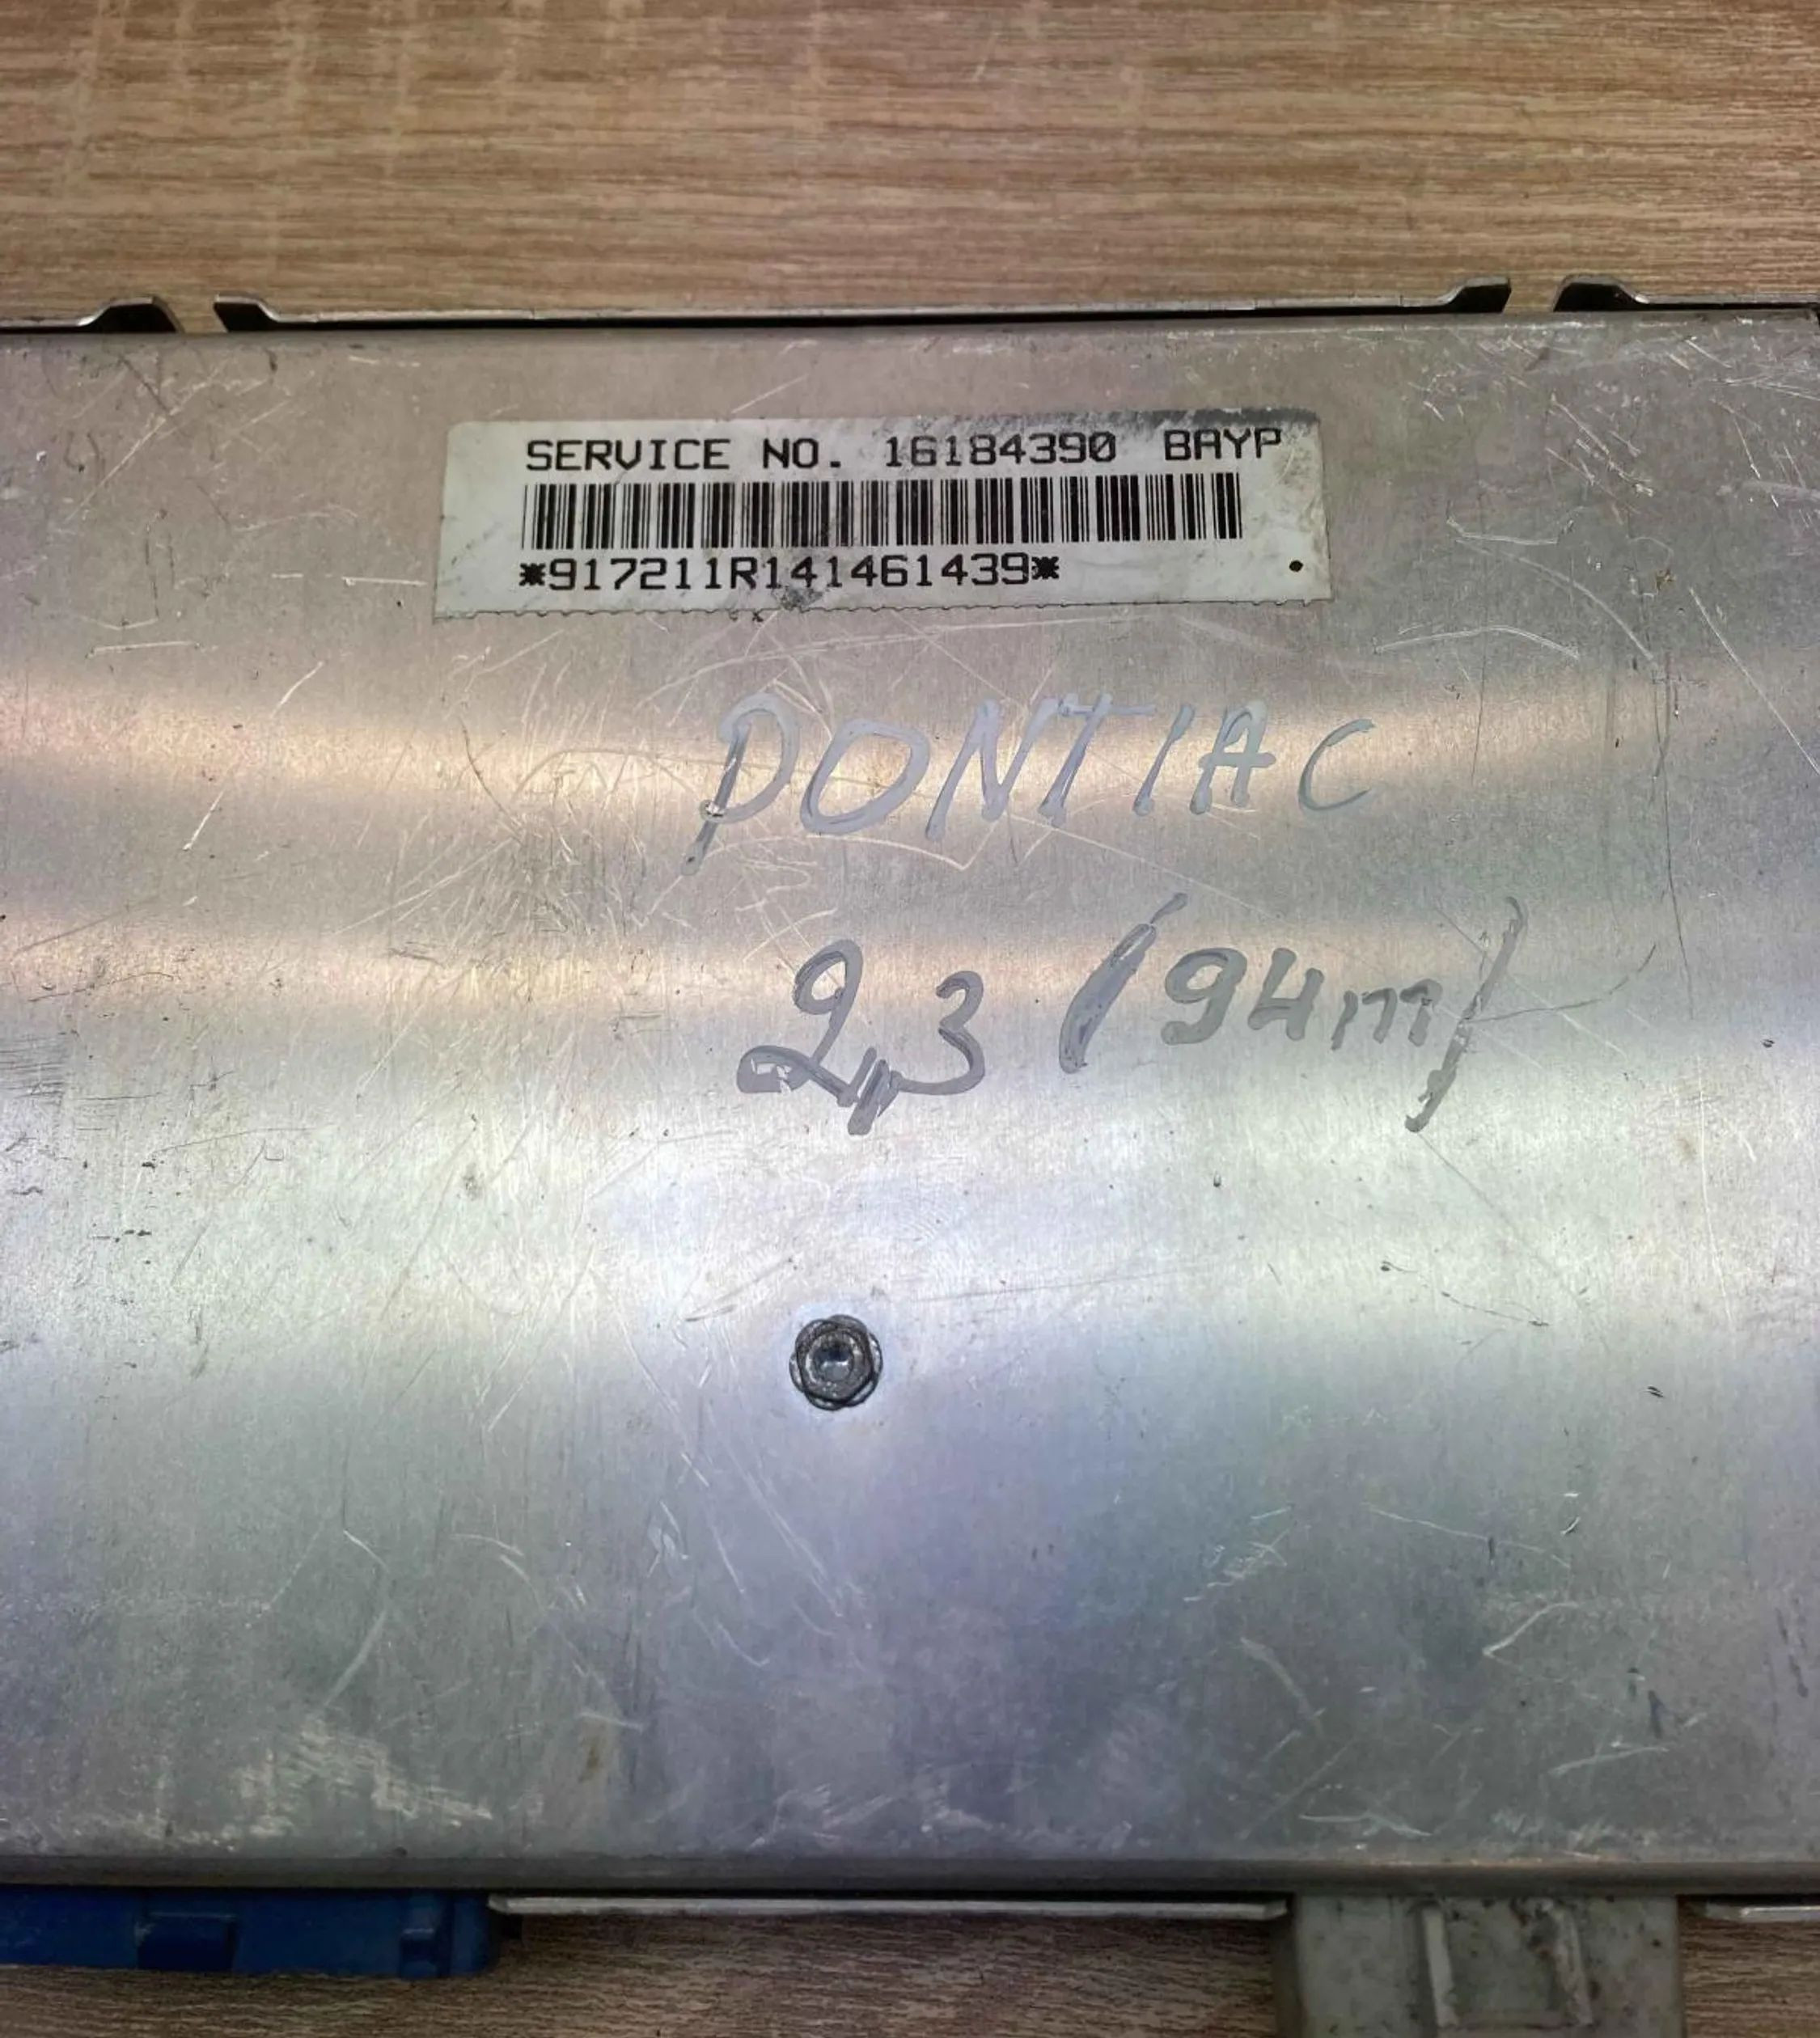 SERVICE NO. 16184390 BAYP
*917211R141461439*
PONTIAC
2,3 (94m)